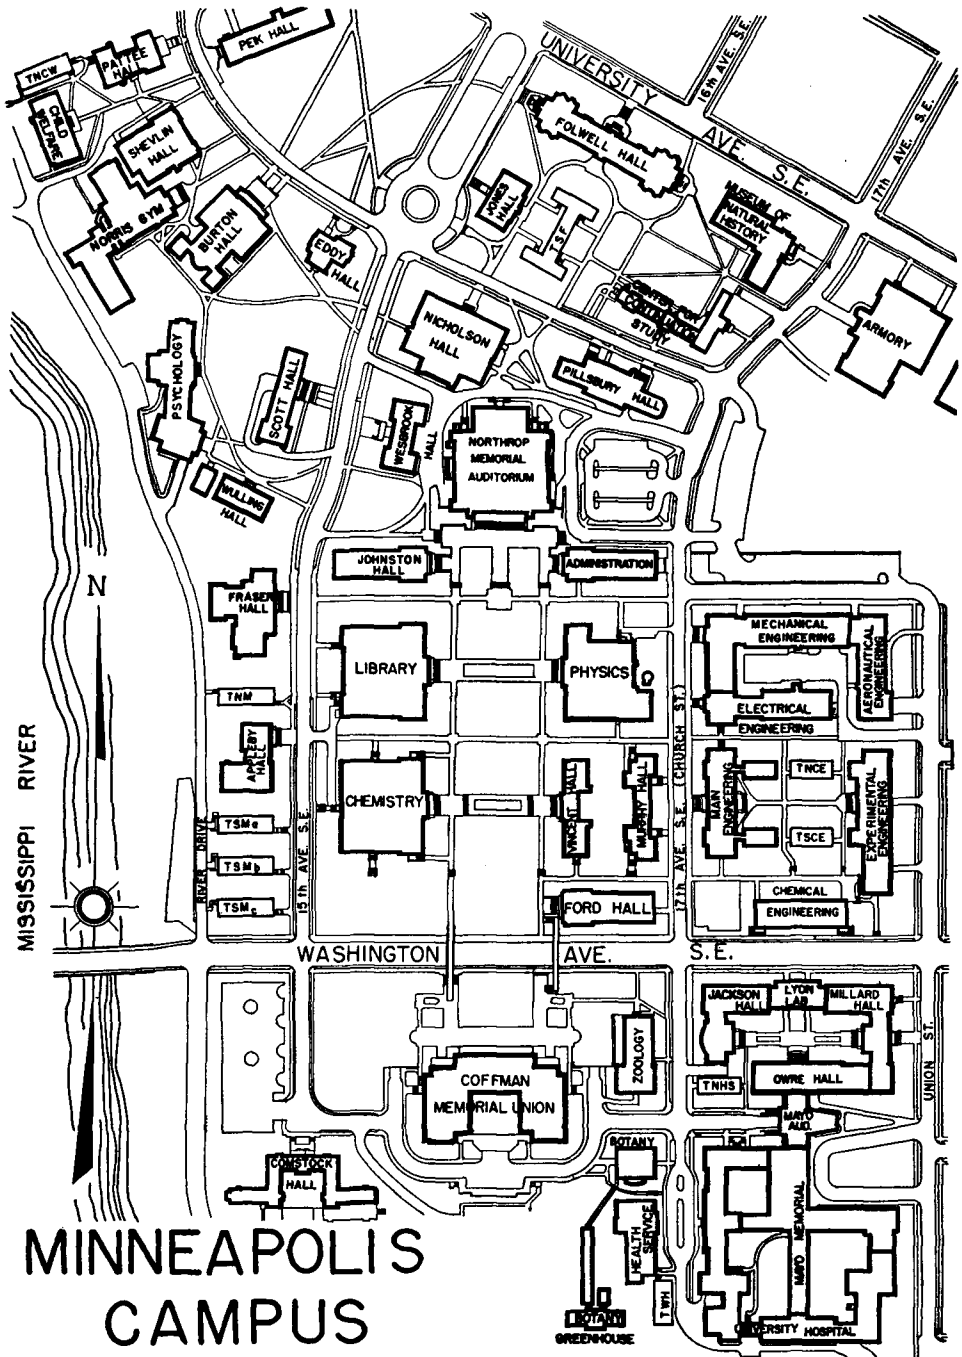 PEIK HALL
PATTEE
HALL
TNCW
CHILD
WELFARE
SHEVLIN
HALL
NORRIS GYM
BURTON
HALL
EDDY
HALL
JONES
HALL
UNIVERSITY AVE. S.E.
16th AVE. S.E.
17th AVE. S.E.
FOLWELL HALL
TSF
MUSEUM OF
NATURAL
HISTORY
CENTER FOR
CONTINUATION
STUDY
ARMORY
NICHOLSON
HALL
PILLSBURY HALL
PSYCHOLOGY
SCOTT HALL
WESBROOK
HALL
NORTHROP
MEMORIAL
AUDITORIUM
WULLING
HALL
JOHNSTON
HALL
ADMINISTRATION
N
FRASER
HALL
LIBRARY
PHYSICS
MECHANICAL
ENGINEERING
AERONAUTICAL
ENGINEERING
TNM
ELECTRICAL
ENGINEERING
MISSISSIPPI RIVER
APPLEBY
HALL
CHEMISTRY
VINCENT HALL
MURPHY HALL
17th AVE. S.E. (CHURCH ST.)
MAIN
ENGINEERING
TNCE
TSCE
EXPERIMENTAL
ENGINEERING
RIVER DRIVE
TSMa
TSMb
TSMc
15th AVE. S.E.
FORD HALL
CHEMICAL
ENGINEERING
WASHINGTON AVE. S.E.
JACKSON
HALL
LYON
LAB
MILLARD
HALL
UNION ST.
ZOOLOGY
TNHS
OWRE HALL
COFFMAN
MEMORIAL UNION
MAYO
AUD.
BOTANY
COMSTOCK
HALL
HEALTH
SERVICE
MAYO MEMORIAL
TWH
BOTANY
GREENHOUSE
UNIVERSITY HOSPITAL
MINNEAPOLIS
CAMPUS